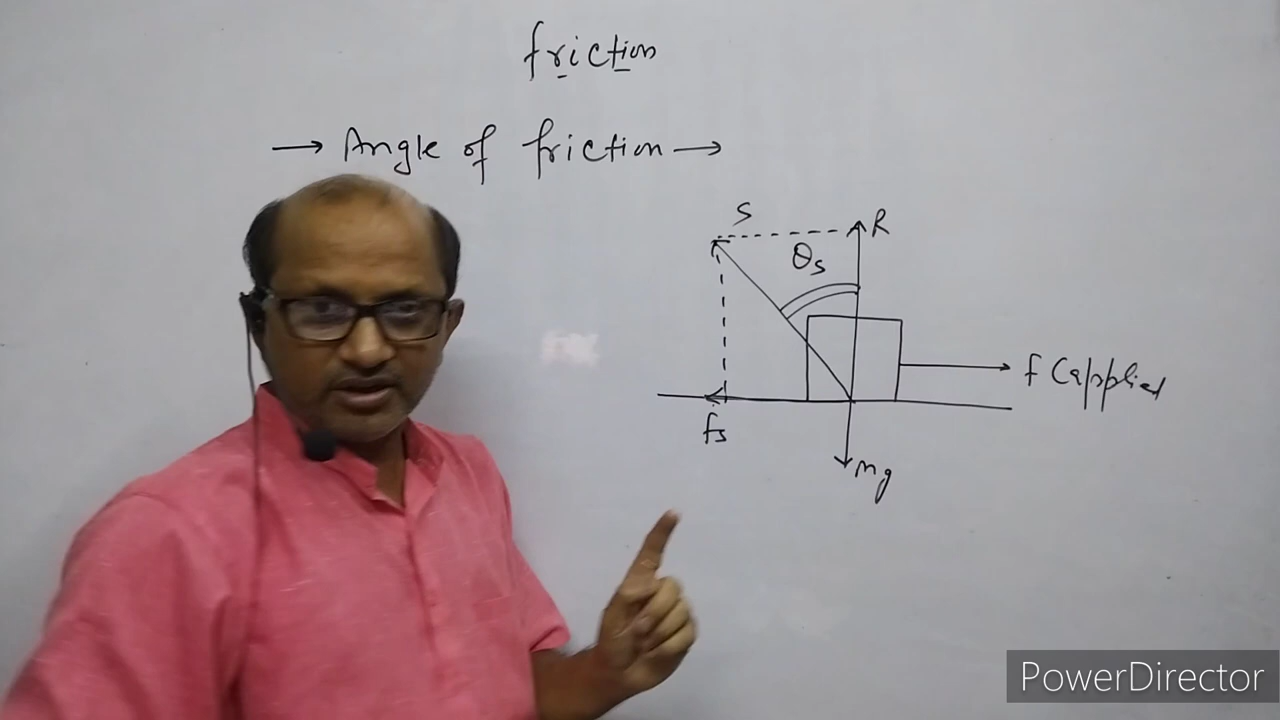 friction
→ Angle of friction →
S
R
θs
f (applied
fs
mg
PowerDirector